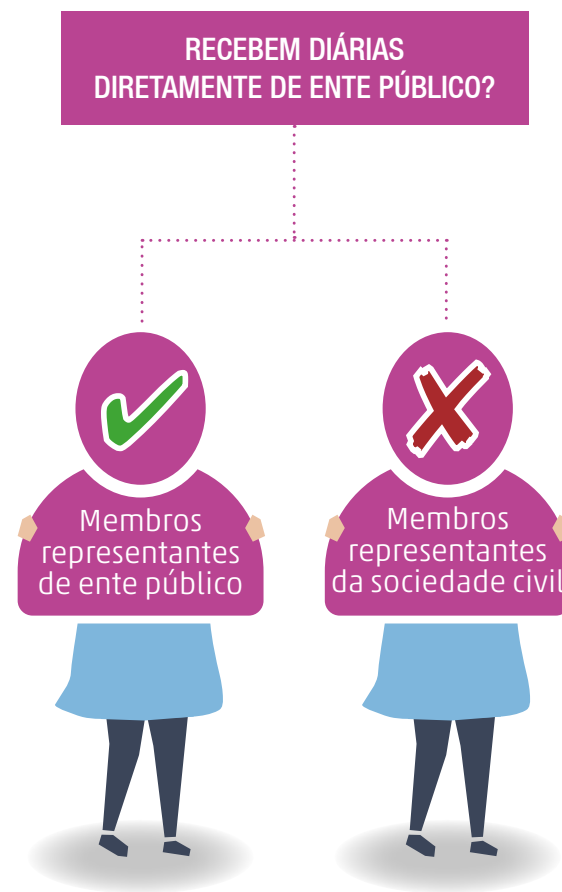 RECEBEM DIÁRIAS
DIRETAMENTE DE ENTE PÚBLICO?
Membros
representantes
de ente público
Membros
representantes
da sociedade civil